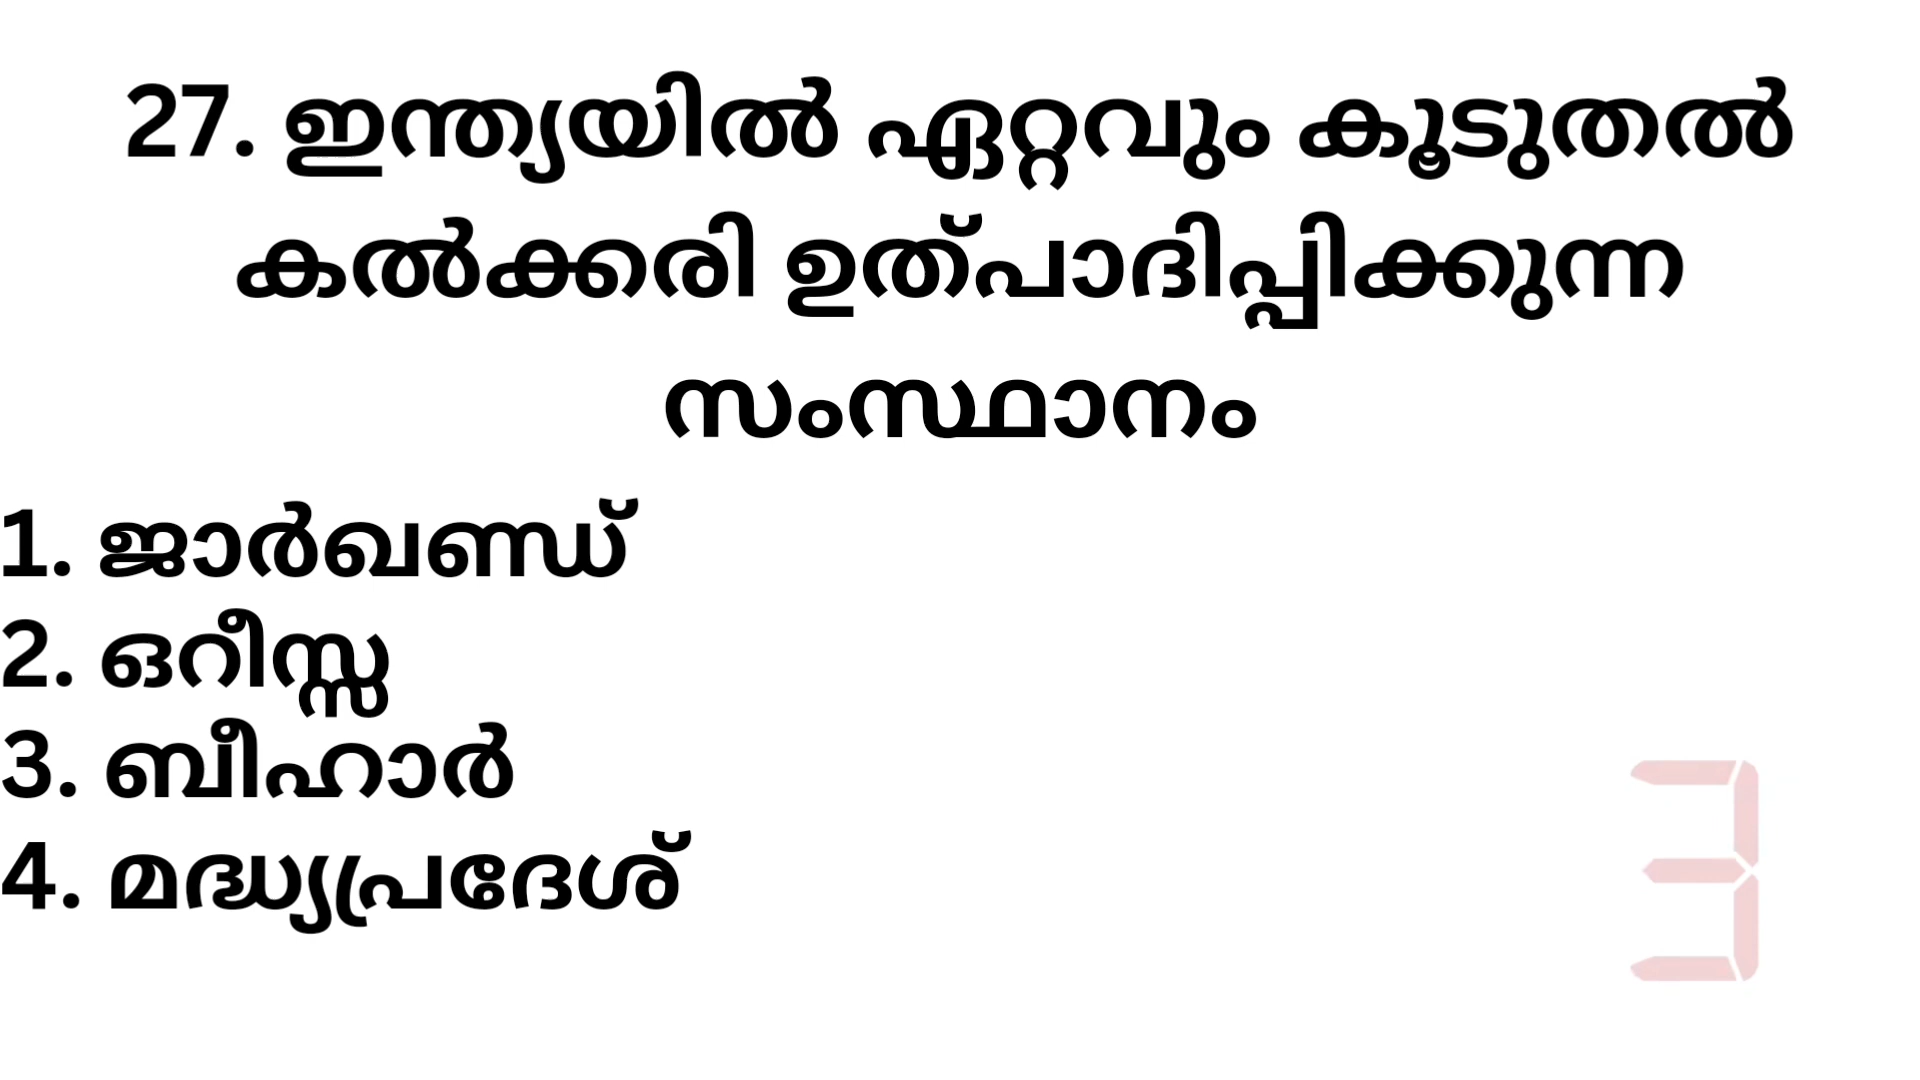 27. ഇന്ത്യയിൽ ഏറ്റവും കൂടുതൽ
കൽക്കരി ഉത്പാദിപ്പിക്കുന്ന
സംസ്ഥാനം
1. ജാർഖണ്ഡ്
2. ഒറീസ്സ
3. ബീഹാർ
4. മദ്ധ്യപ്രദേശ്
3